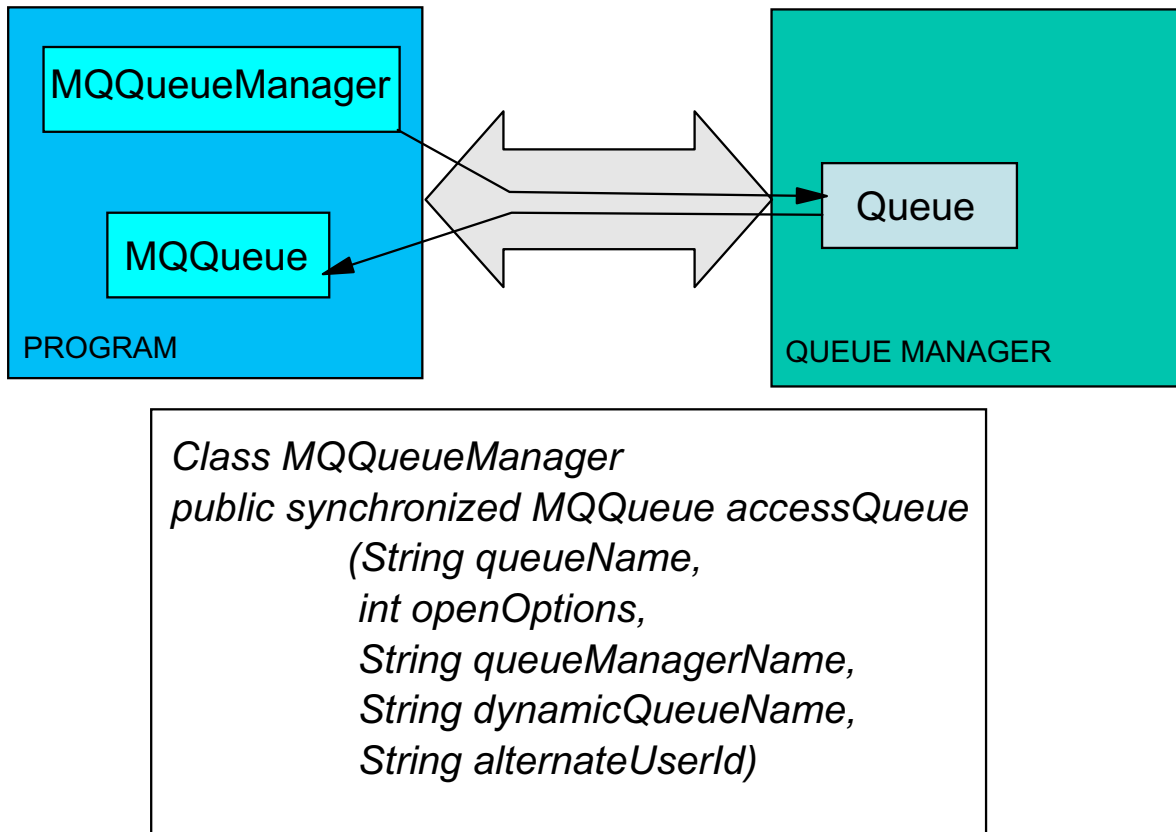 MQQueueManager
MQQueue
PROGRAM
Queue
QUEUE MANAGER
Class MQQueueManager
public synchronized MQQueue accessQueue
(String queueName,
int openOptions,
String queueManagerName,
String dynamicQueueName,
String alternateUserId)